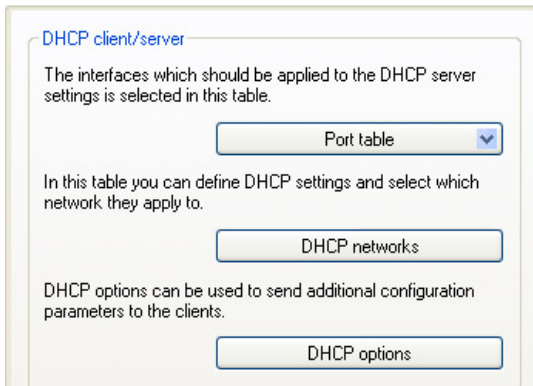 DHCP client/server
The interfaces which should be applied to the DHCP server
settings is selected in this table.
Port table
In this table you can define DHCP settings and select which
network they apply to.
DHCP networks
DHCP options can be used to send additional configuration
parameters to the clients.
DHCP options